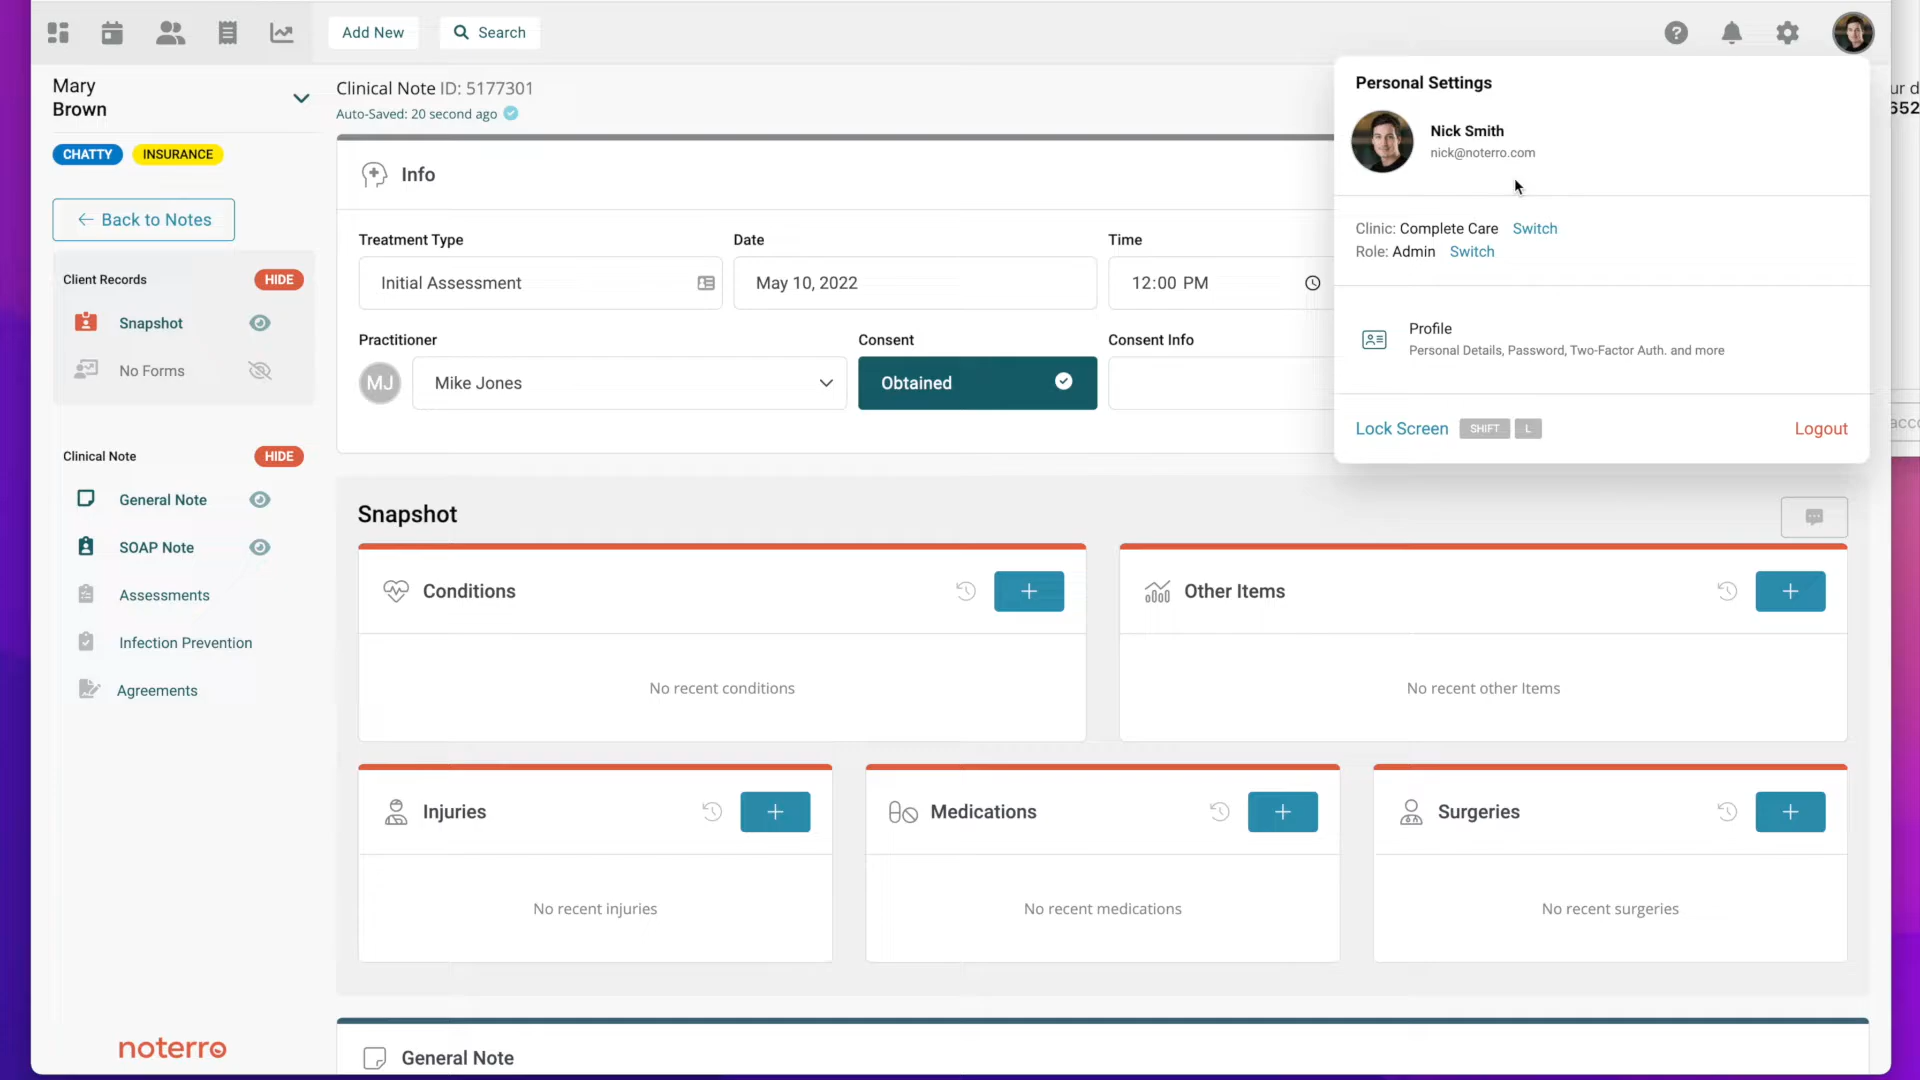 Add New
Search
Mary
Brown
CHATTY
INSURANCE
Back to Notes
Client Records
HIDE
Snapshot
No Forms
Clinical Note
HIDE
General Note
SOAP Note
Assessments
Infection Prevention
Agreements
noterro
Clinical Note ID: 5177301
Auto-Saved: 20 second ago
Info
Treatment Type
Date
Time
Initial Assessment
May 10, 2022
12:00 PM
Practitioner
Consent
Consent Info
MJ
Mike Jones
Obtained
Personal Settings
Nick Smith
nick@noterro.com
Clinic: Complete Care Switch
Role: Admin Switch
Profile
Personal Details, Password, Two-Factor Auth. and more
Lock Screen SHIFT L
Logout
Snapshot
Conditions
No recent conditions
Other Items
No recent other Items
Injuries
No recent injuries
Medications
No recent medications
Surgeries
No recent surgeries
General Note